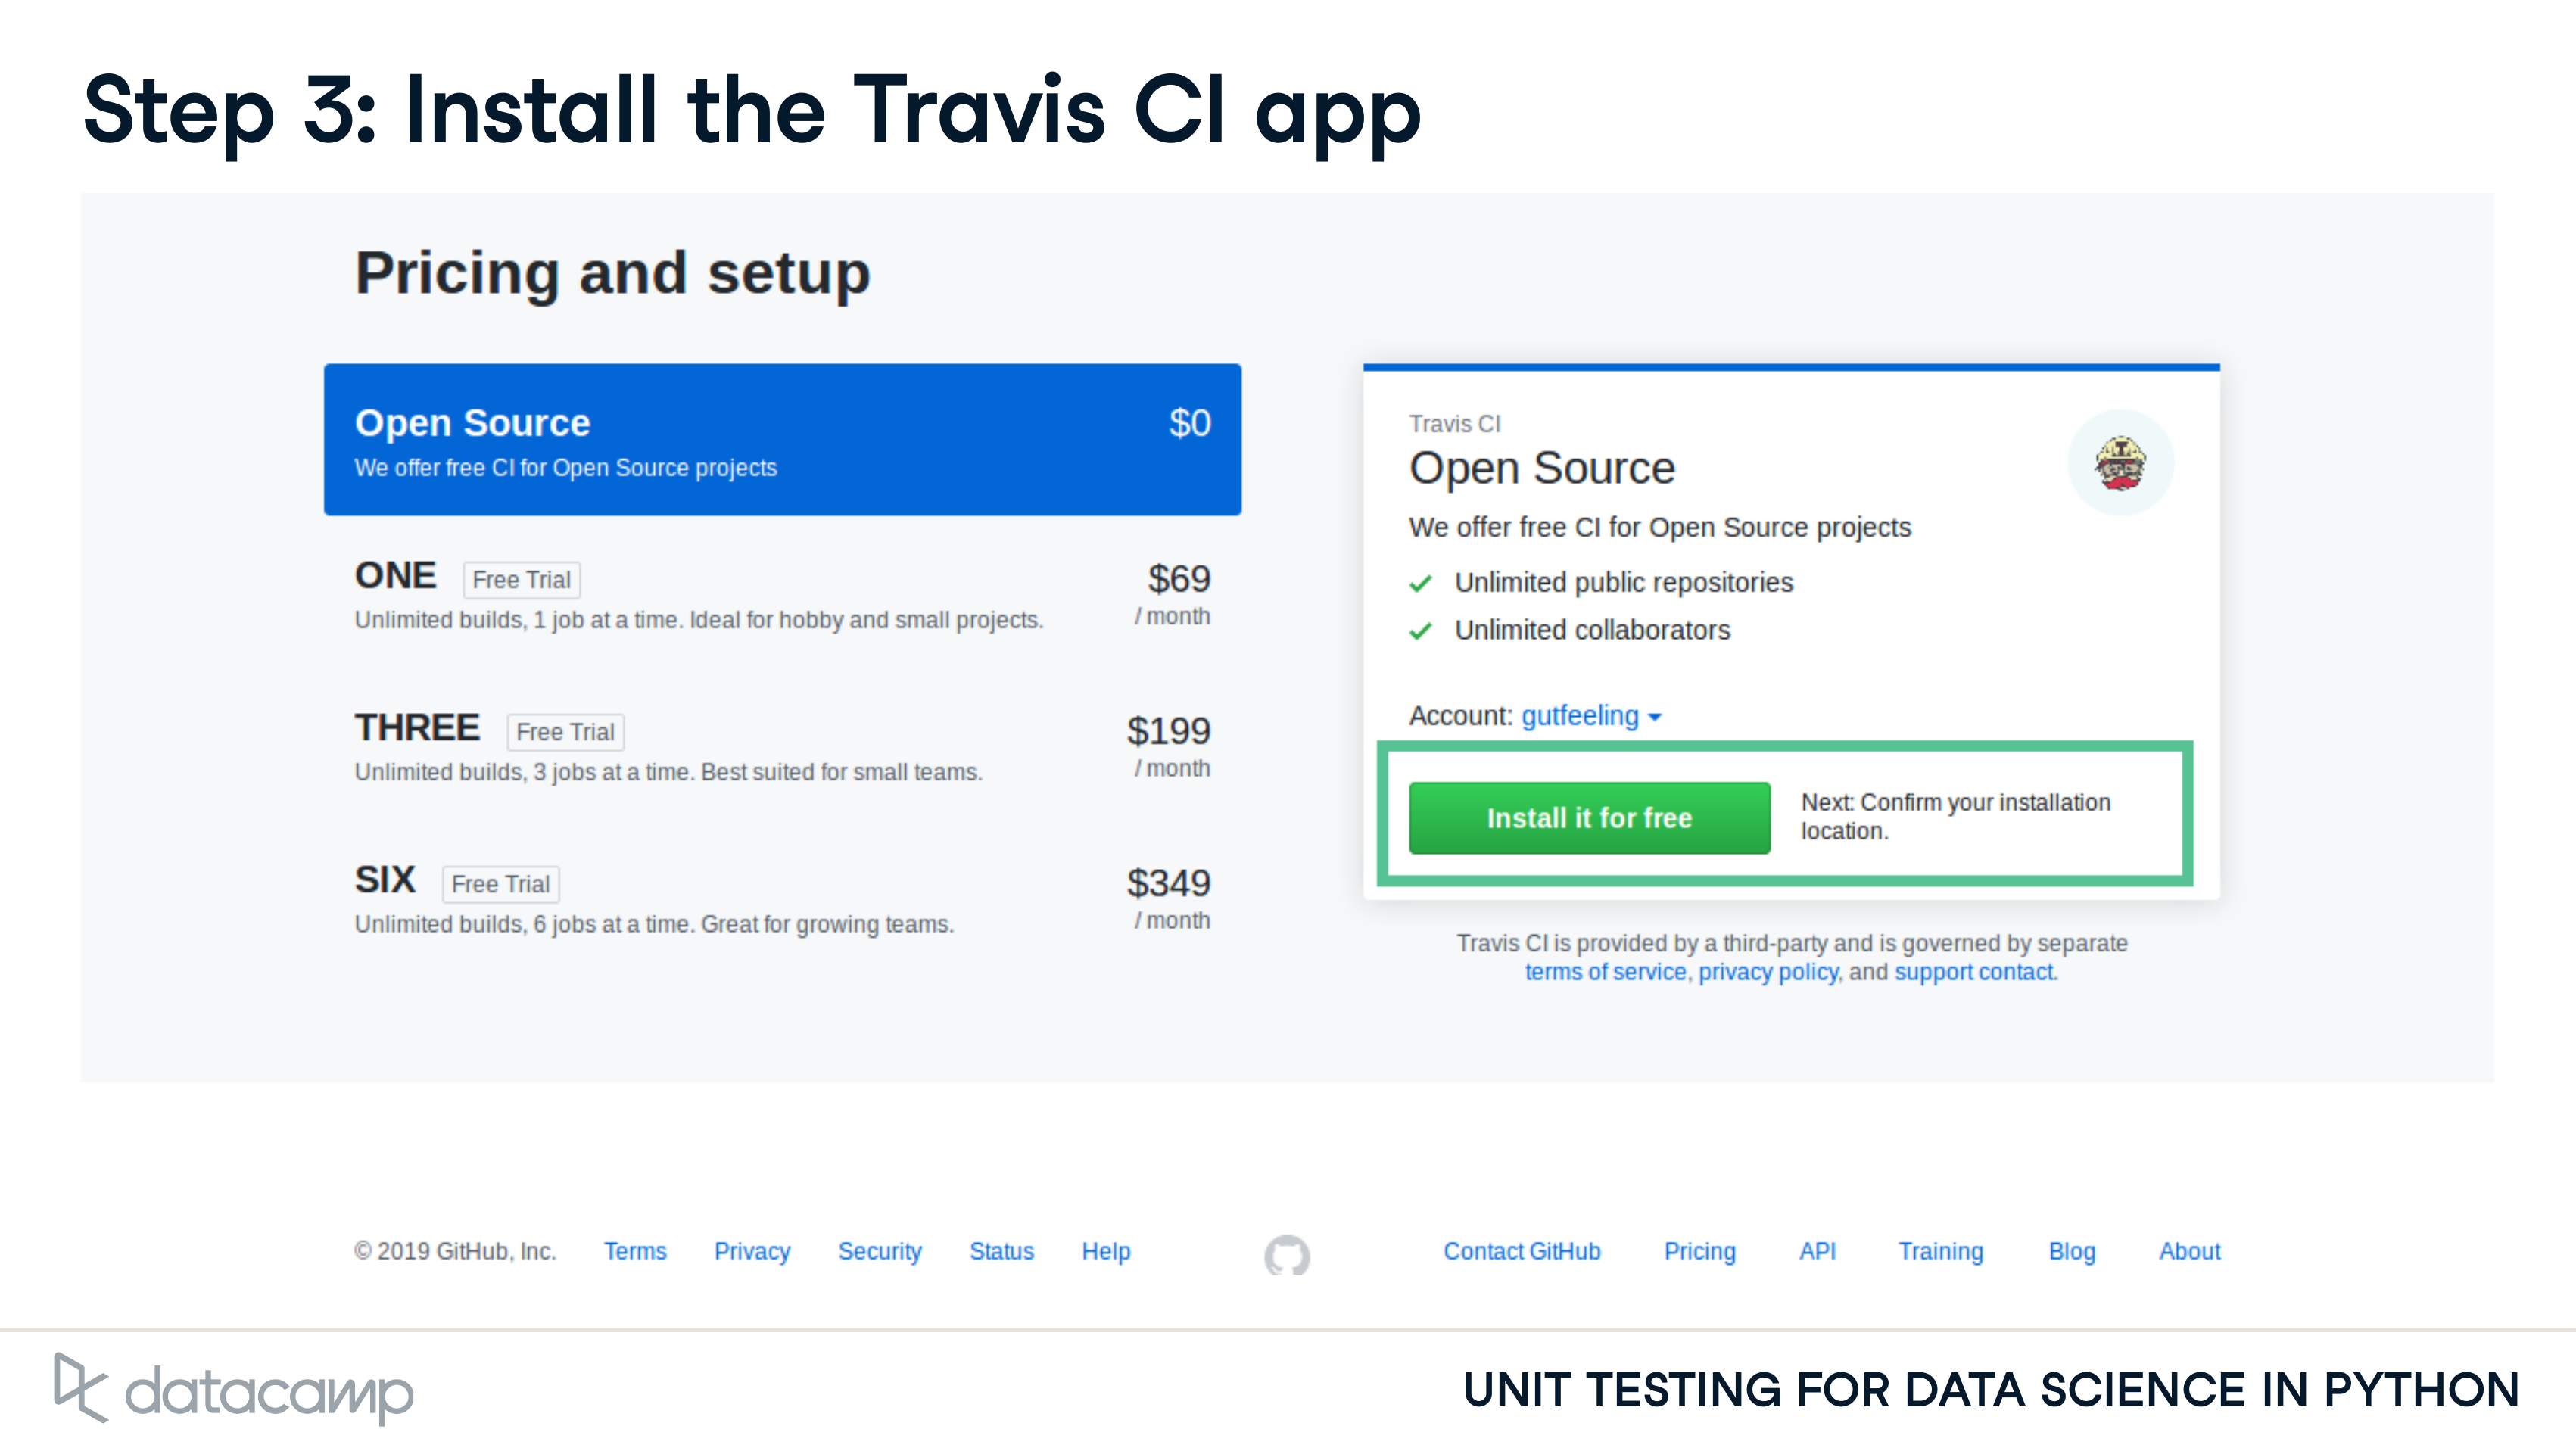 Step 3: Install the Travis CI app
Pricing and setup
Open Source $0
We offer free CI for Open Source projects
ONE Free Trial $69
Unlimited builds, 1 job at a time. Ideal for hobby and small projects. / month
THREE Free Trial $199
Unlimited builds, 3 jobs at a time. Best suited for small teams. / month
SIX Free Trial $349
Unlimited builds, 6 jobs at a time. Great for growing teams. / month
Travis CI
Open Source
We offer free CI for Open Source projects
Unlimited public repositories
Unlimited collaborators
Account: gutfeeling
Install it for free
Next: Confirm your installation
location.
Travis CI is provided by a third-party and is governed by separate
terms of service, privacy policy, and support contact.
© 2019 GitHub, Inc. Terms Privacy Security Status Help Contact GitHub Pricing API Training Blog About
datacamp
UNIT TESTING FOR DATA SCIENCE IN PYTHON